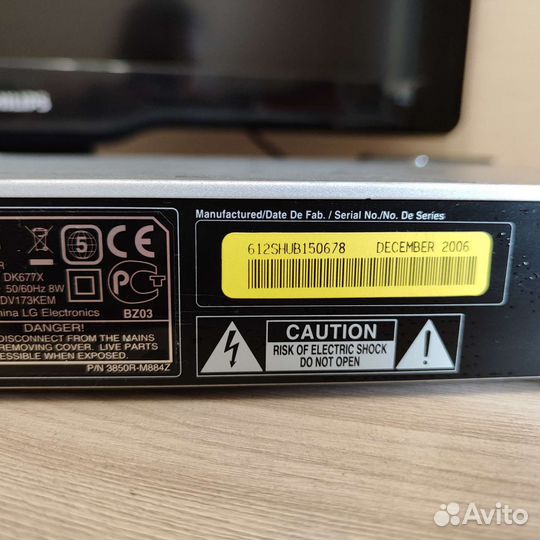 PHILIPS
Manufactured/Date De Fab. / Serial No./No. De Series
612SHUB150678 DECEMBER 2006
5 CE
R
DK677X
50/60Hz 8W
DV173KEM
hina LG Electronics
BZ03
DANGER!
DISCONNECT FROM THE MAINS
REMOVING COVER. LIVE PARTS
ESSIBLE WHEN EXPOSED.
P/N 3850R-M884Z
CAUTION
RISK OF ELECTRIC SHOCK
DO NOT OPEN
Avito